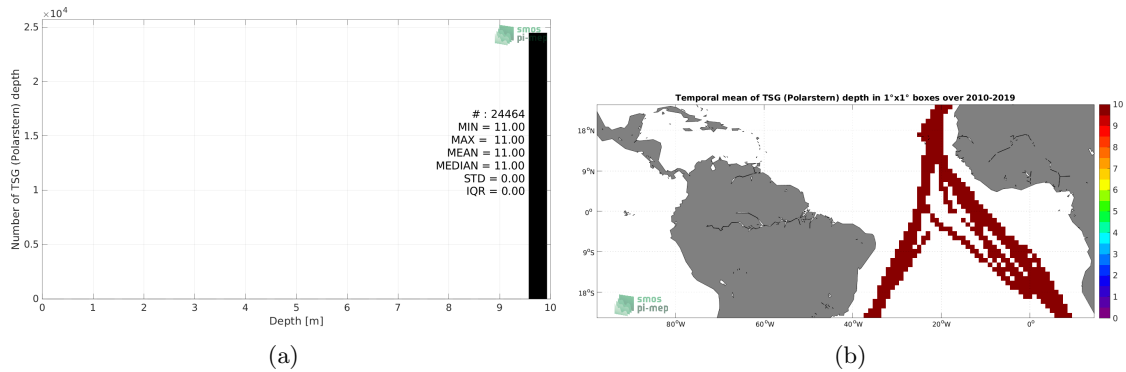 ×10⁴
2.5
2
1.5
1
0.5
0
Number of TSG (Polarstern) depth
smos
pi-mep
# : 24464
MIN = 11.00
MAX = 11.00
MEAN = 11.00
MEDIAN = 11.00
STD = 0.00
IQR = 0.00
0 1 2 3 4 5 6 7 8 9 10
Depth [m]
(a)
Temporal mean of TSG (Polarstern) depth in 1°x1° boxes over 2010-2019
18°N
9°N
0°
9°S
18°S
80°W 60°W 40°W 20°W 0°
smos
pi-mep
10
9
8
7
6
5
4
3
2
1
0
(b)